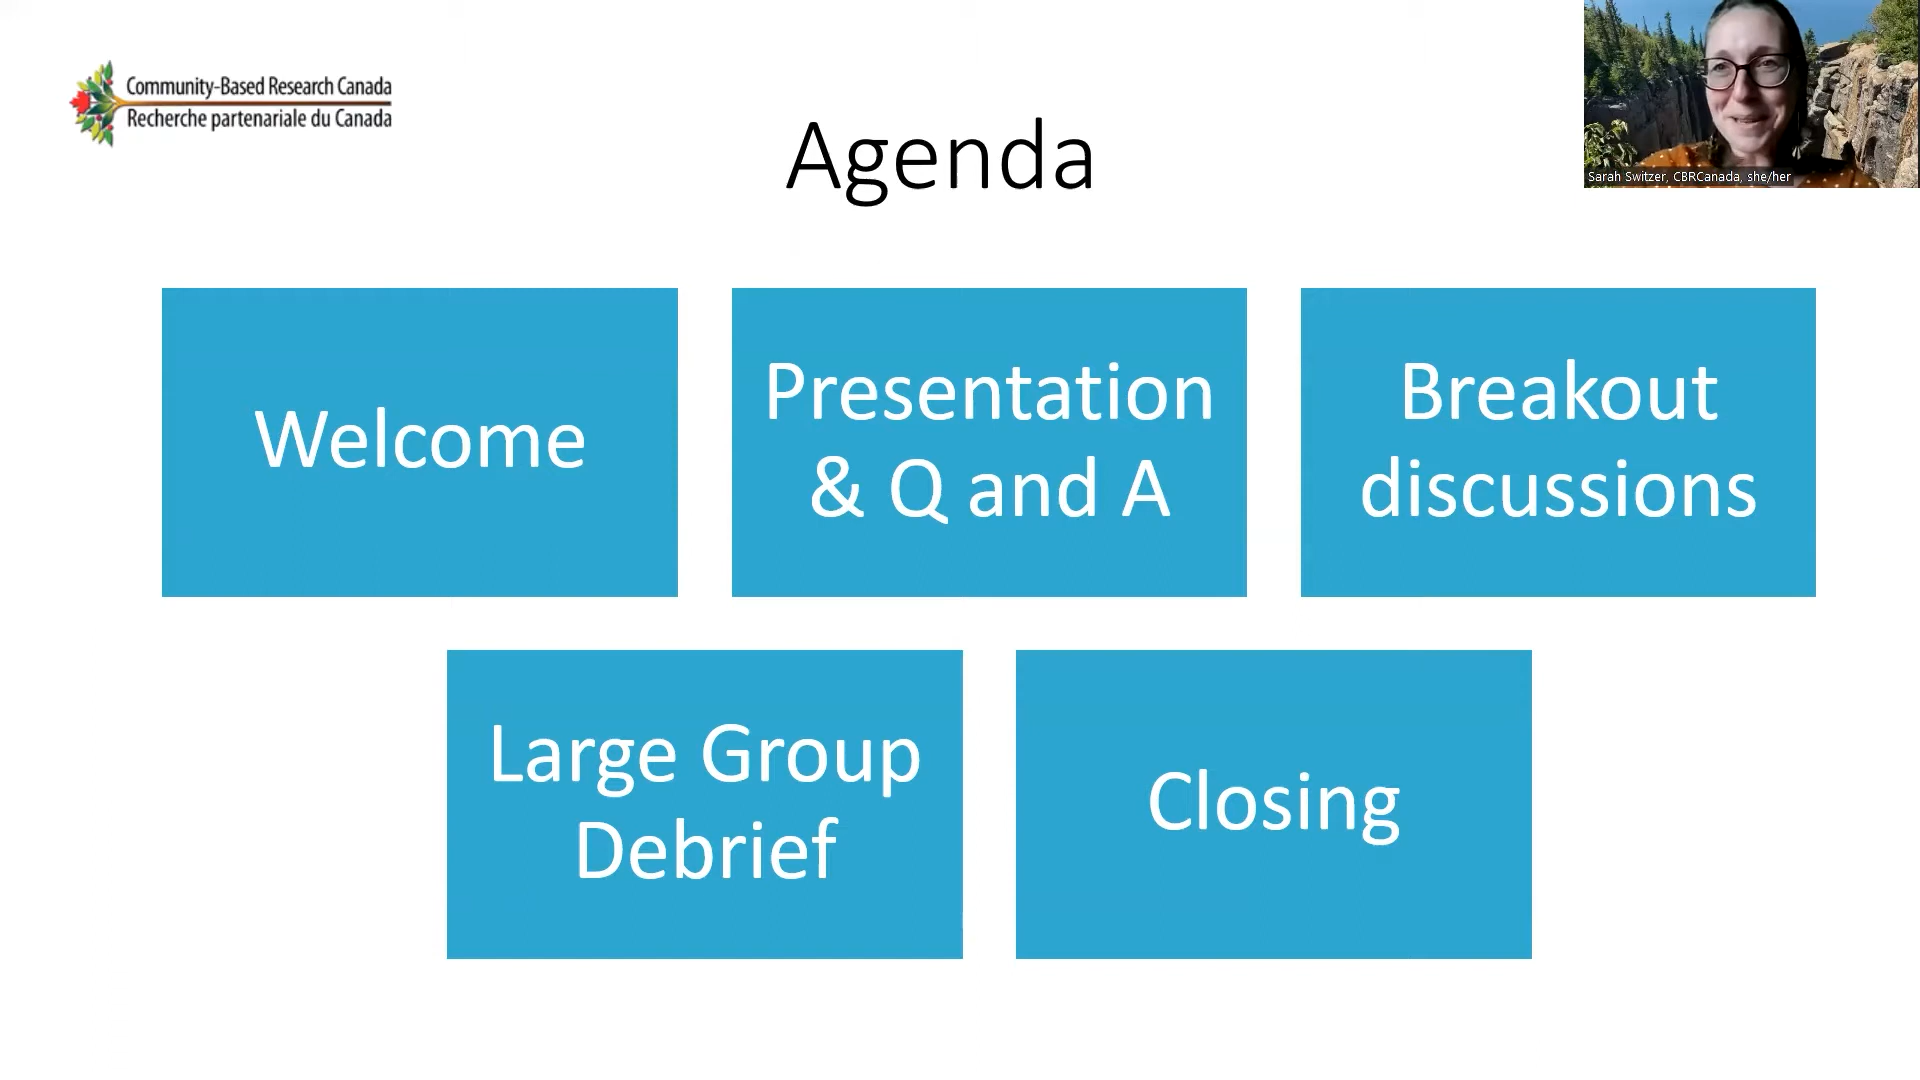 Community-Based Research Canada
Recherche partenariale du Canada
Agenda
Sarah Switzer, CBRCanada, she/her
Welcome
Presentation
& Q and A
Breakout
discussions
Large Group
Debrief
Closing